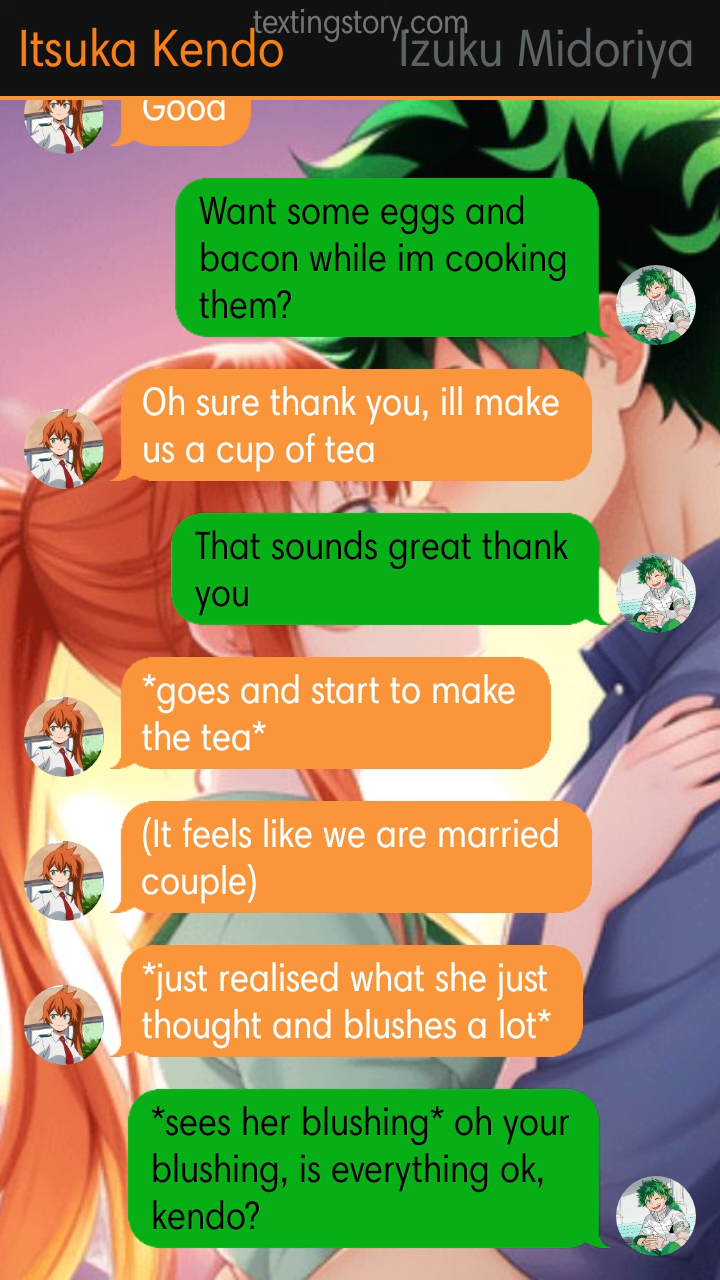 textingstory.com
Itsuka Kendo
Izuku Midoriya
Good
Want some eggs and
bacon while im cooking
them?
Oh sure thank you, ill make
us a cup of tea
That sounds great thank
you
*goes and start to make
the tea*
(It feels like we are married
couple)
*just realised what she just
thought and blushes a lot*
*sees her blushing* oh your
blushing, is everything ok,
kendo?